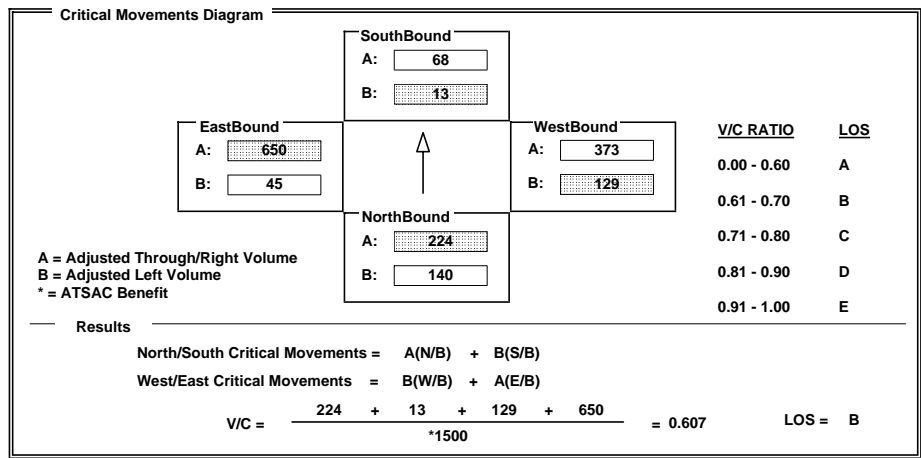 Critical Movements Diagram
SouthBound
A: 68
B: 13
EastBound
A: 650
B: 45
WestBound
A: 373
B: 129
NorthBound
A: 224
B: 140
V/C RATIO LOS
0.00 - 0.60 A
0.61 - 0.70 B
0.71 - 0.80 C
0.81 - 0.90 D
0.91 - 1.00 E
A = Adjusted Through/Right Volume
B = Adjusted Left Volume
* = ATSAC Benefit
Results
North/South Critical Movements = A(N/B) + B(S/B)
West/East Critical Movements = B(W/B) + A(E/B)
224 + 13 + 129 + 650
V/C = = 0.607 LOS = B
*1500